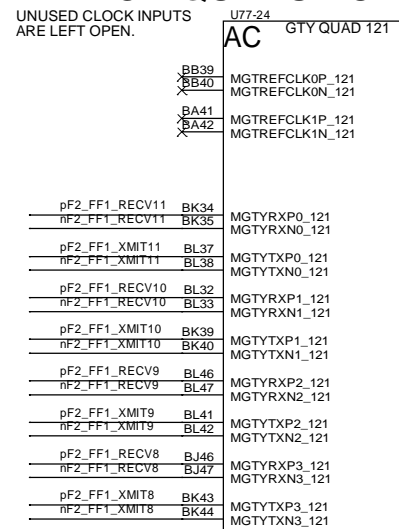 UNUSED CLOCK INPUTS
ARE LEFT OPEN.
U77-24
AC GTY QUAD 121
BB39 MGTREFCLK0P_121
BB40 MGTREFCLK0N_121
BA41 MGTREFCLK1P_121
BA42 MGTREFCLK1N_121
pF2_FF1_RECV11 BK34 MGTYRXP0_121
nF2_FF1_RECV11 BK35 MGTYRXN0_121
pF2_FF1_XMIT11 BL37 MGTYTXP0_121
nF2_FF1_XMIT11 BL38 MGTYTXN0_121
pF2_FF1_RECV10 BL32 MGTYRXP1_121
nF2_FF1_RECV10 BL33 MGTYRXN1_121
pF2_FF1_XMIT10 BK39 MGTYTXP1_121
nF2_FF1_XMIT10 BK40 MGTYTXN1_121
pF2_FF1_RECV9 BL46 MGTYRXP2_121
nF2_FF1_RECV9 BL47 MGTYRXN2_121
pF2_FF1_XMIT9 BL41 MGTYTXP2_121
nF2_FF1_XMIT9 BL42 MGTYTXN2_121
pF2_FF1_RECV8 BJ46 MGTYRXP3_121
nF2_FF1_RECV8 BJ47 MGTYRXN3_121
pF2_FF1_XMIT8 BK43 MGTYTXP3_121
nF2_FF1_XMIT8 BK44 MGTYTXN3_121